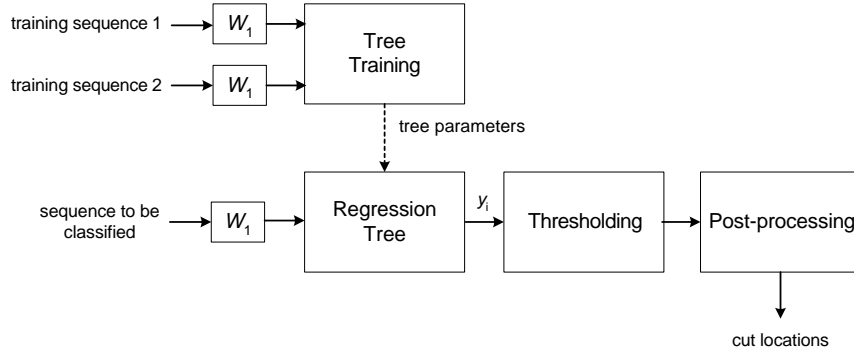 training sequence 1
W1
Tree
Training
training sequence 2
W1
tree parameters
sequence to be
classified
W1
Regression
Tree
yi
Thresholding
Post-processing
cut locations